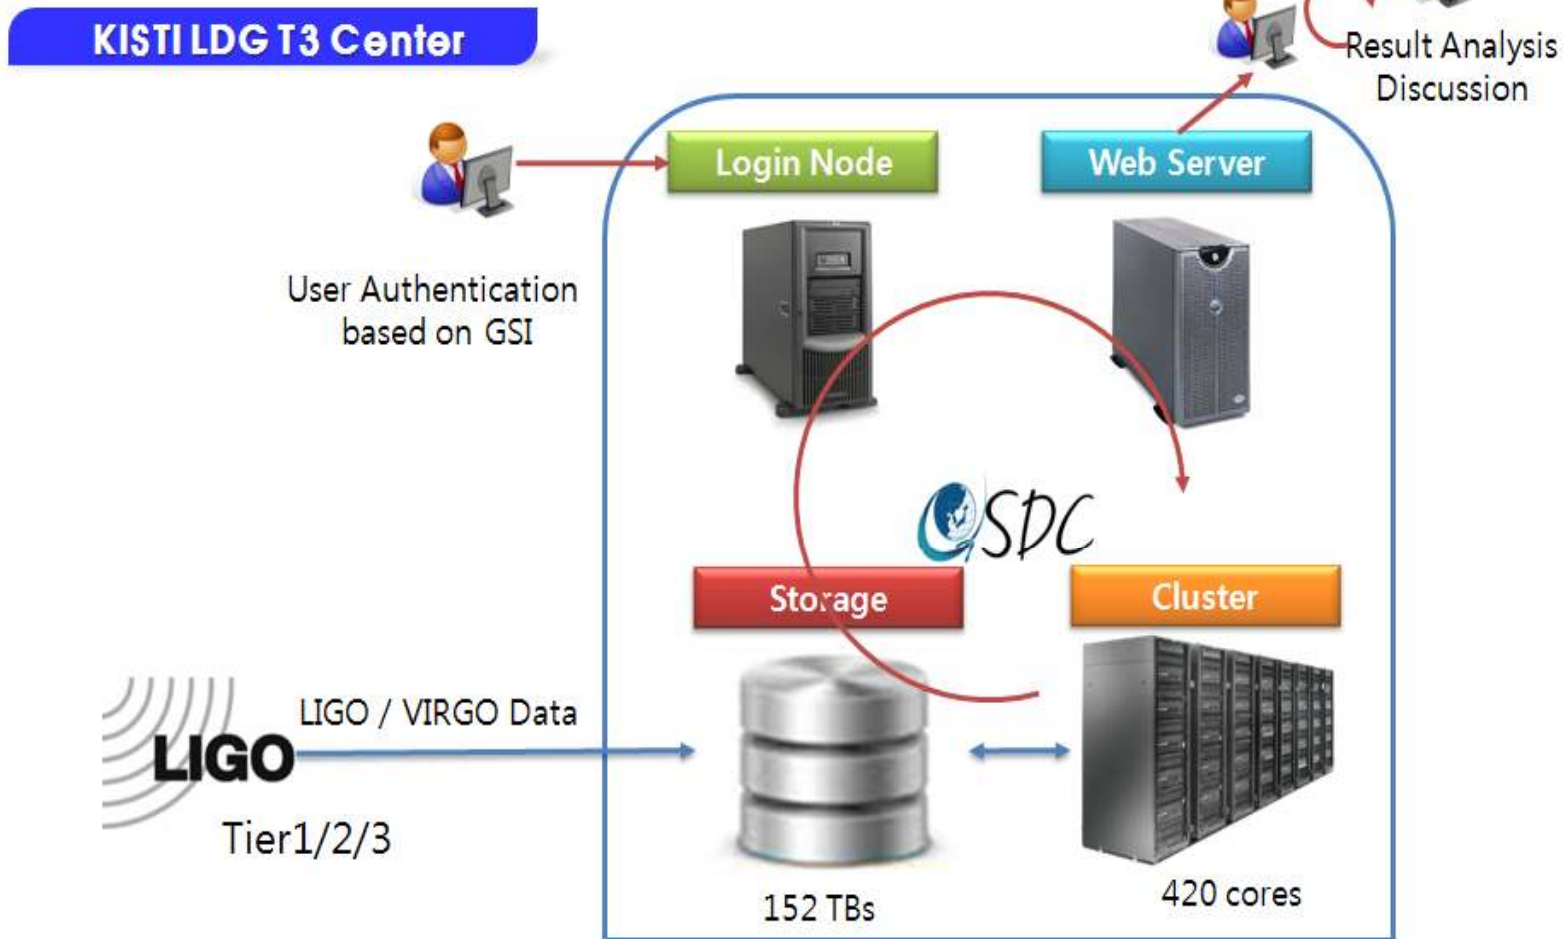 KISTI LDG T3 Center
Result Analysis
Discussion
Login Node
Web Server
User Authentication
based on GSI
GSDC
Storage
Cluster
LIGO / VIRGO Data
LIGO
Tier1/2/3
152 TBs
420 cores